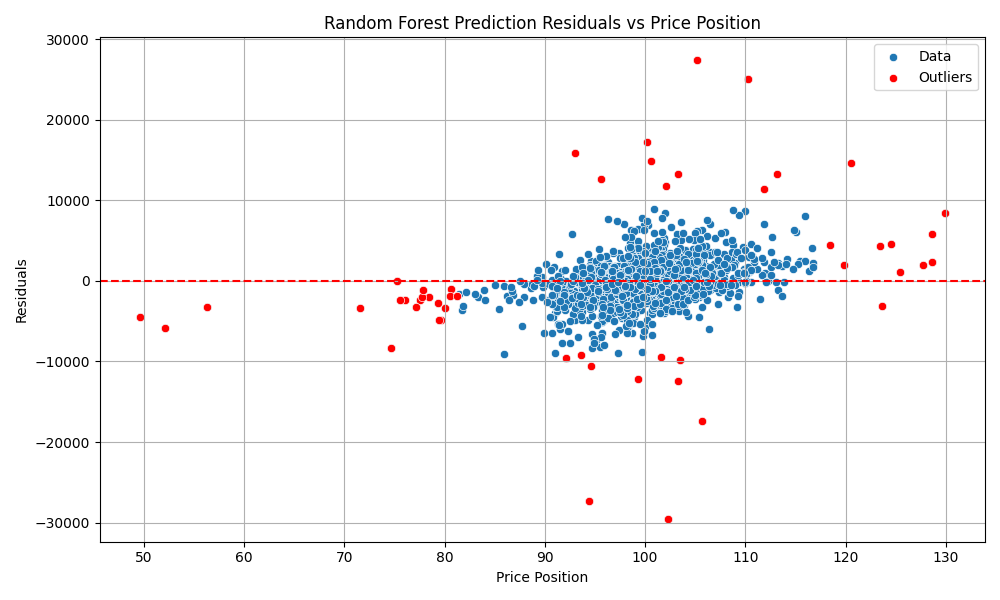 Random Forest Prediction Residuals vs Price Position
30000
20000
10000
0
−10000
−20000
−30000
Residuals
Data
Outliers
50 60 70 80 90 100 110 120 130
Price Position